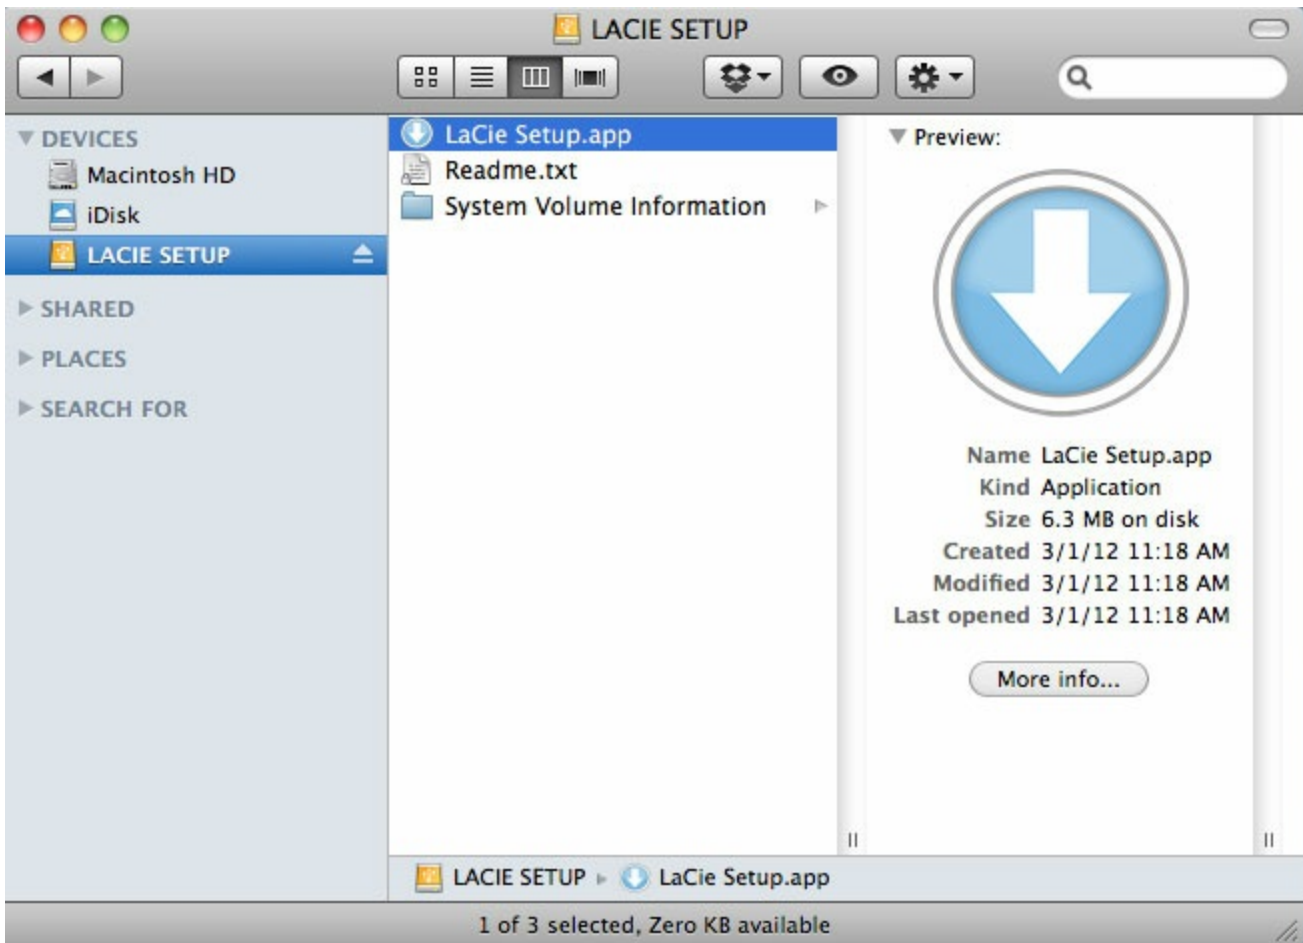 LACIE SETUP
DEVICES
Macintosh HD
iDisk
LACIE SETUP
SHARED
PLACES
SEARCH FOR
LaCie Setup.app
Readme.txt
System Volume Information
Preview:
Name LaCie Setup.app
Kind Application
Size 6.3 MB on disk
Created 3/1/12 11:18 AM
Modified 3/1/12 11:18 AM
Last opened 3/1/12 11:18 AM
More info...
LACIE SETUP LaCie Setup.app
1 of 3 selected, Zero KB available